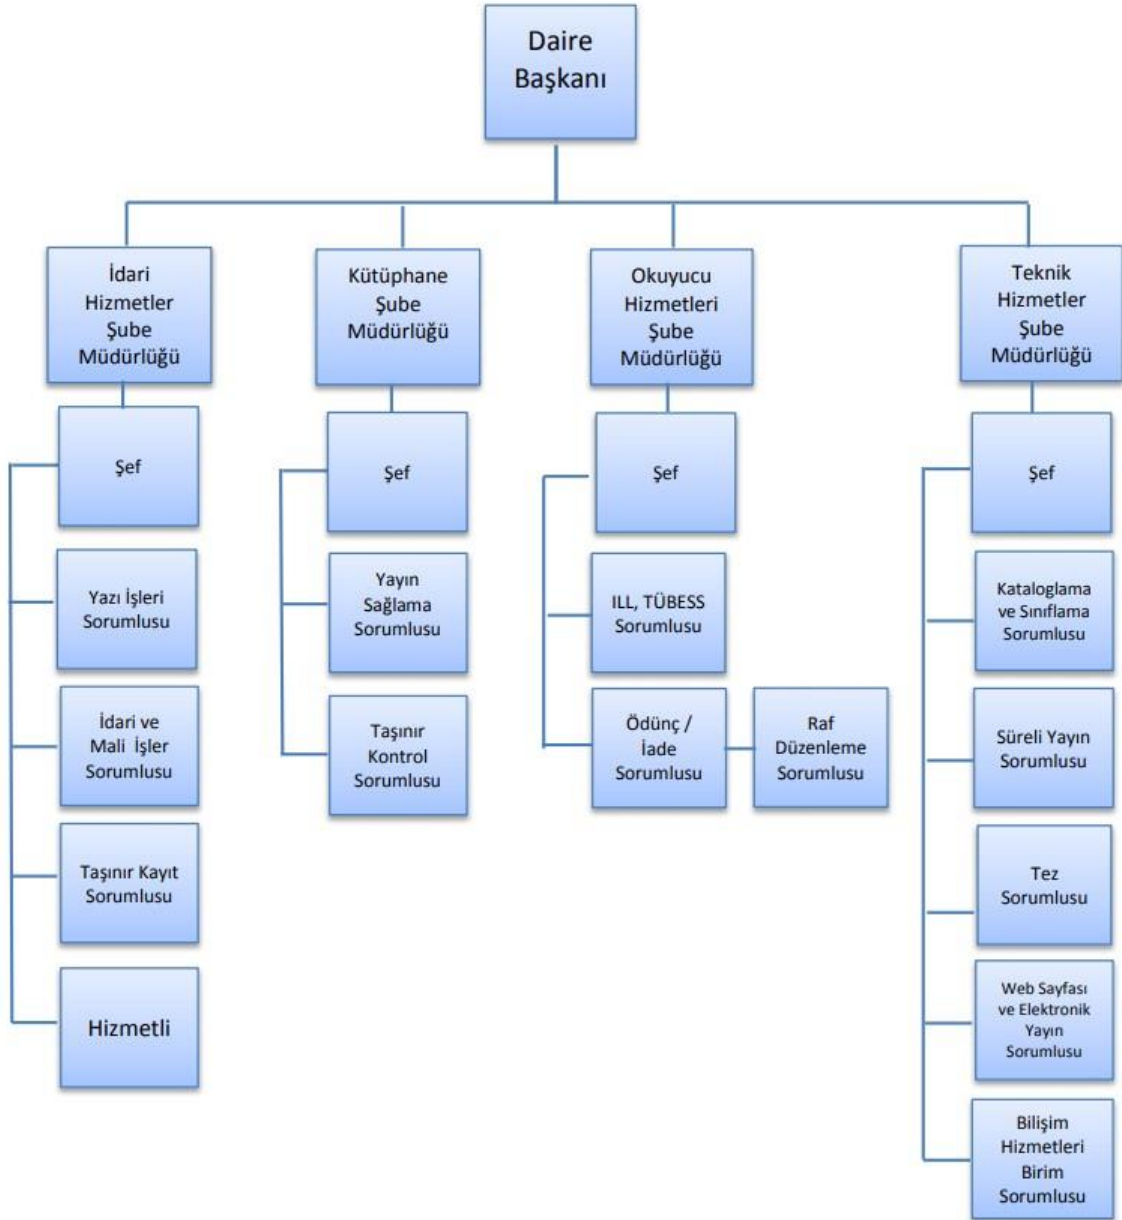 Daire
Başkanı
İdari
Hizmetler
Şube
Müdürlüğü
Kütüphane
Şube
Müdürlüğü
Okuyucu
Hizmetleri
Şube
Müdürlüğü
Teknik
Hizmetler
Şube
Müdürlüğü
Şef
Şef
Şef
Şef
Yazı İşleri
Sorumlusu
Yayın
Sağlama
Sorumlusu
ILL, TÜBESS
Sorumlusu
Kataloglama
ve Sınıflama
Sorumlusu
İdari ve
Mali İşler
Sorumlusu
Taşınır
Kontrol
Sorumlusu
Ödünç /
İade
Sorumlusu
Raf
Düzenleme
Sorumlusu
Süreli Yayın
Sorumlusu
Taşınır Kayıt
Sorumlusu
Tez
Sorumlusu
Hizmetli
Web Sayfası
ve Elektronik
Yayın
Sorumlusu
Bilişim
Hizmetleri
Birim
Sorumlusu